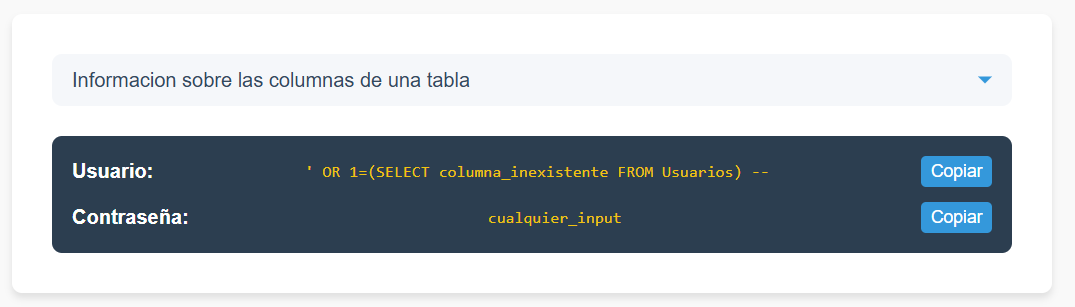 Informacion sobre las columnas de una tabla
Usuario: ' OR 1=(SELECT columna_inexistente FROM Usuarios) -- Copiar
Contraseña: cualquier_input Copiar